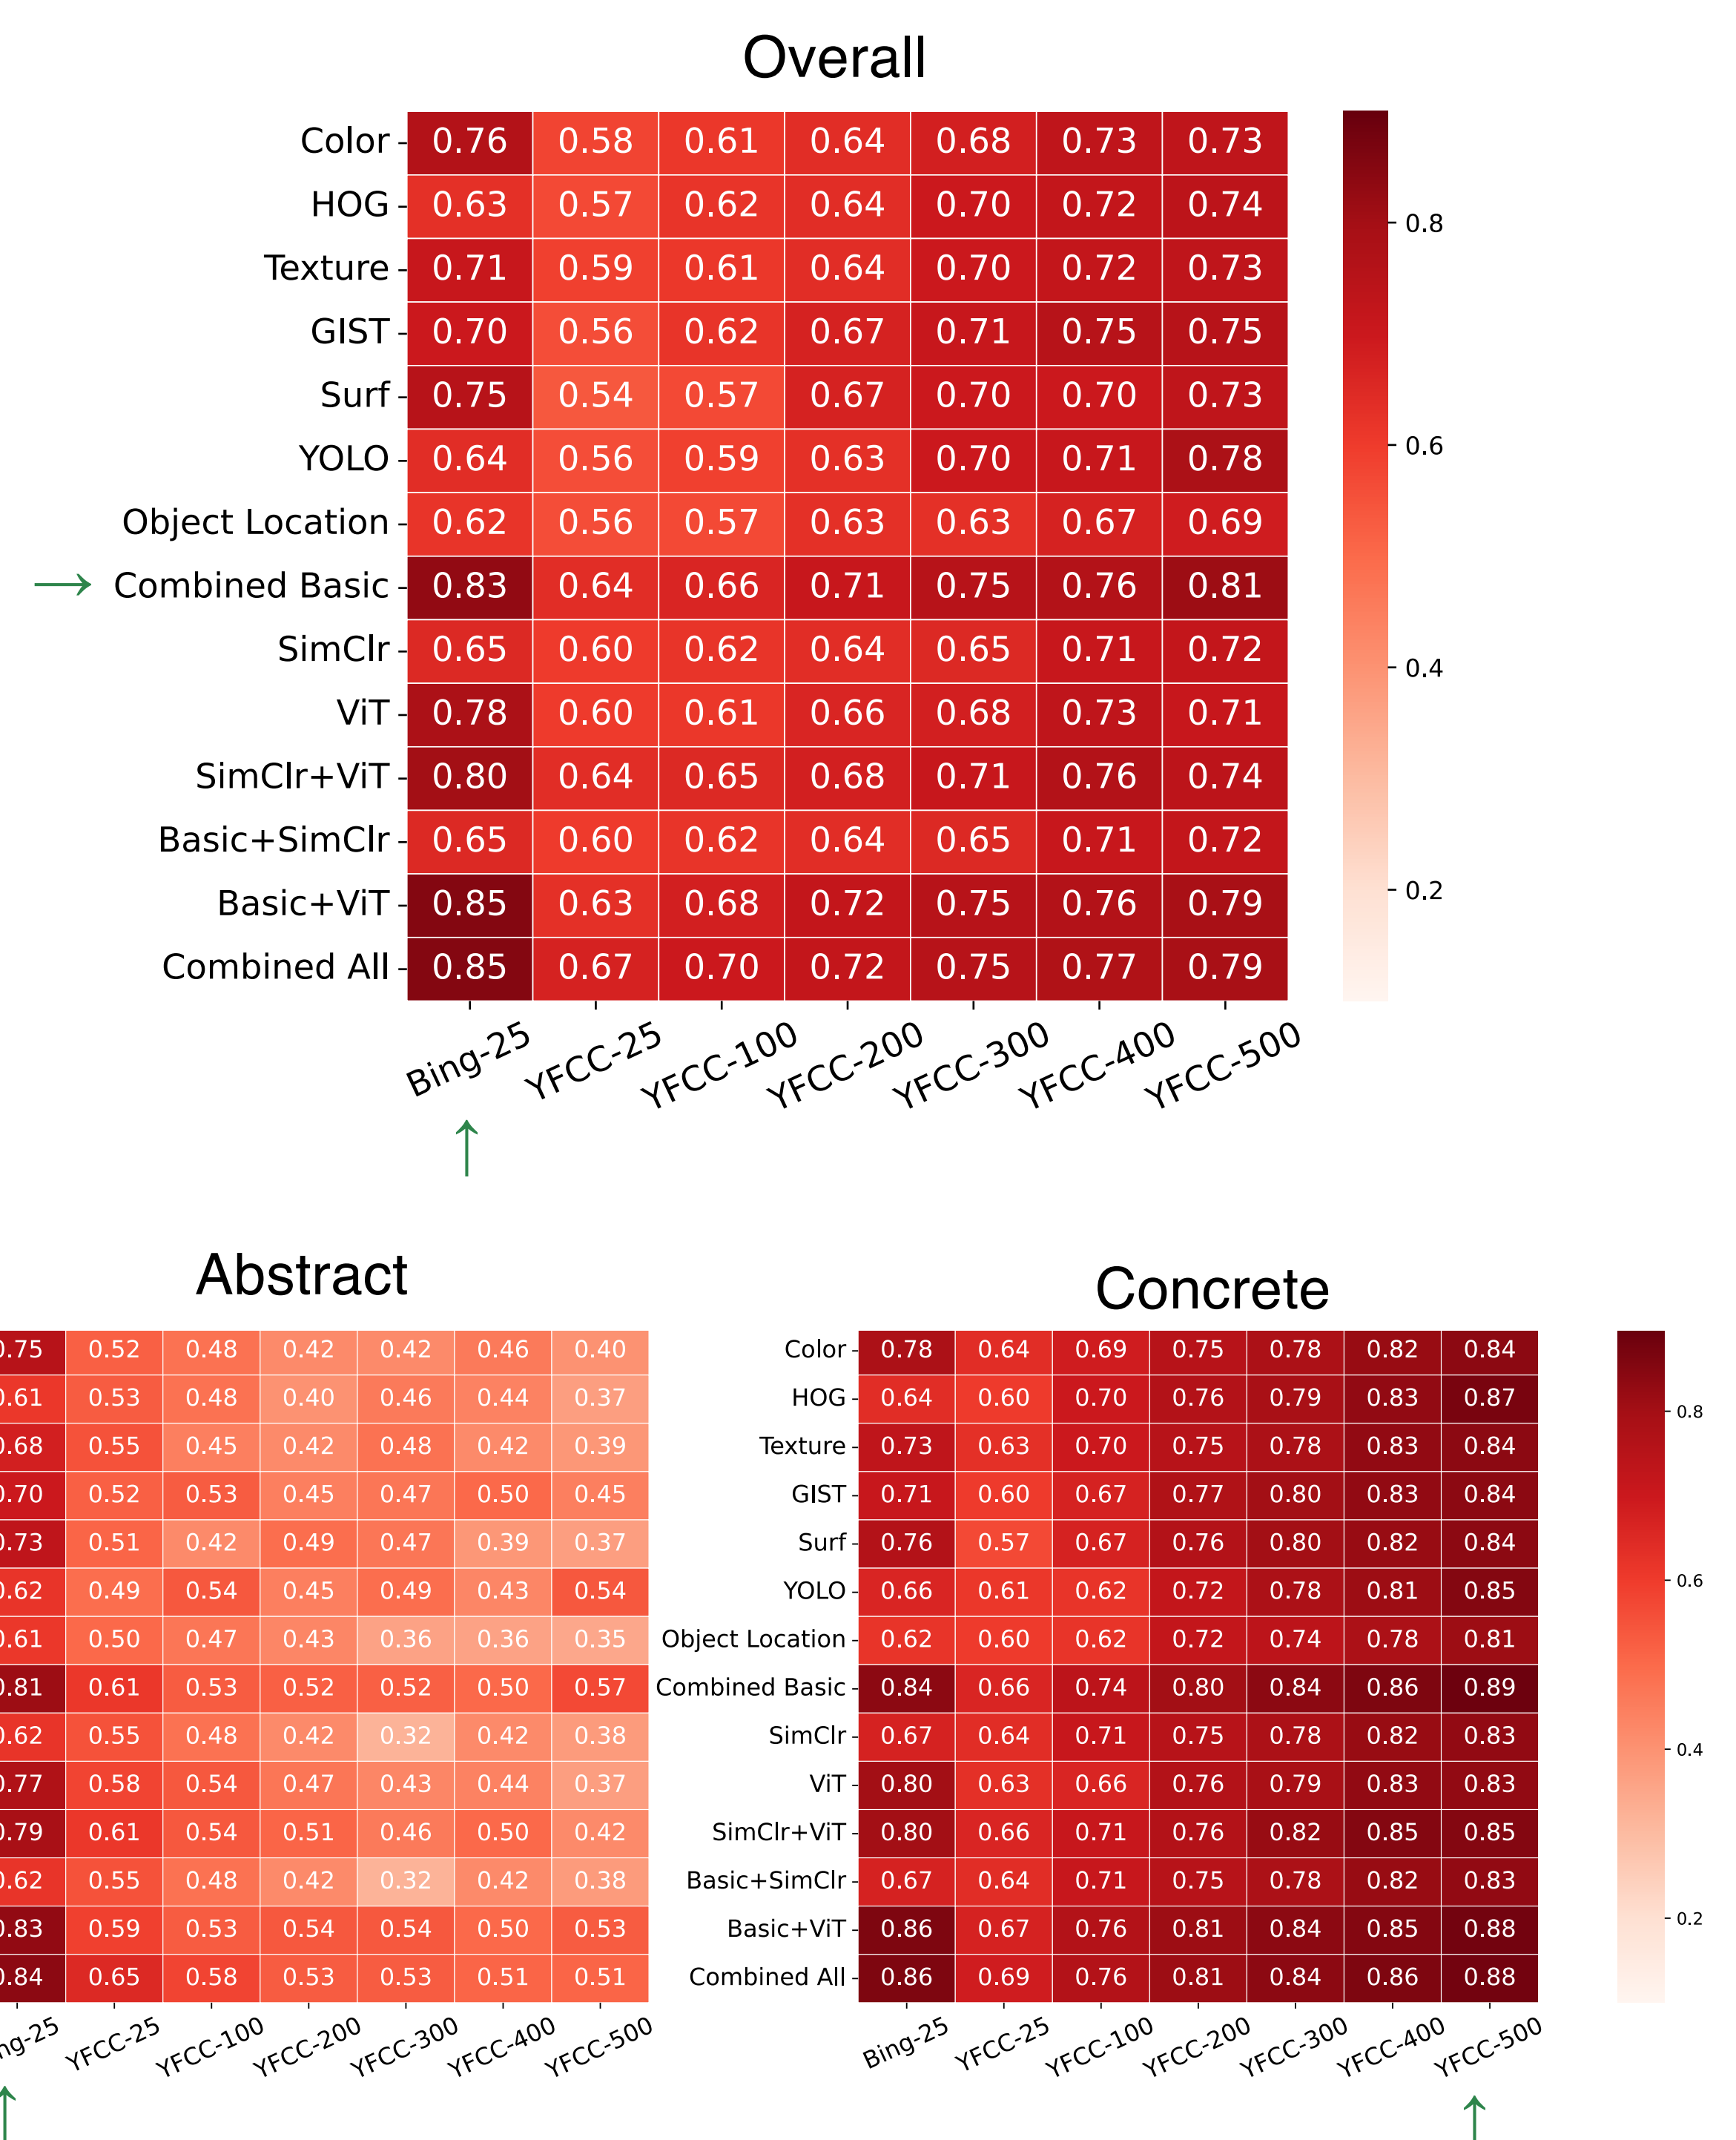 Overall
Color 0.76 0.58 0.61 0.64 0.68 0.73 0.73
HOG 0.63 0.57 0.62 0.64 0.70 0.72 0.74
Texture 0.71 0.59 0.61 0.64 0.70 0.72 0.73
GIST 0.70 0.56 0.62 0.67 0.71 0.75 0.75
Surf 0.75 0.54 0.57 0.67 0.70 0.70 0.73
YOLO 0.64 0.56 0.59 0.63 0.70 0.71 0.78
Object Location 0.62 0.56 0.57 0.63 0.63 0.67 0.69
→ Combined Basic 0.83 0.64 0.66 0.71 0.75 0.76 0.81
SimClr 0.65 0.60 0.62 0.64 0.65 0.71 0.72
ViT 0.78 0.60 0.61 0.66 0.68 0.73 0.71
SimClr+ViT 0.80 0.64 0.65 0.68 0.71 0.76 0.74
Basic+SimClr 0.65 0.60 0.62 0.64 0.65 0.71 0.72
Basic+ViT 0.85 0.63 0.68 0.72 0.75 0.76 0.79
Combined All 0.85 0.67 0.70 0.72 0.75 0.77 0.79
Bing-25 YFCC-25 YFCC-100 YFCC-200 YFCC-300 YFCC-400 YFCC-500
0.8
0.6
0.4
0.2
Abstract
0.75 0.52 0.48 0.42 0.42 0.46 0.40
0.61 0.53 0.48 0.40 0.46 0.44 0.37
0.68 0.55 0.45 0.42 0.48 0.42 0.39
0.70 0.52 0.53 0.45 0.47 0.50 0.45
0.73 0.51 0.42 0.49 0.47 0.39 0.37
0.62 0.49 0.54 0.45 0.49 0.43 0.54
0.61 0.50 0.47 0.43 0.36 0.36 0.35
0.81 0.61 0.53 0.52 0.52 0.50 0.57
0.62 0.55 0.48 0.42 0.32 0.42 0.38
0.77 0.58 0.54 0.47 0.43 0.44 0.37
0.79 0.61 0.54 0.51 0.46 0.50 0.42
0.62 0.55 0.48 0.42 0.32 0.42 0.38
0.83 0.59 0.53 0.54 0.54 0.50 0.53
0.84 0.65 0.58 0.53 0.53 0.51 0.51
ng-25 YFCC-25 YFCC-100 YFCC-200 YFCC-300 YFCC-400 YFCC-500
Concrete
Color 0.78 0.64 0.69 0.75 0.78 0.82 0.84
HOG 0.64 0.60 0.70 0.76 0.79 0.83 0.87
Texture 0.73 0.63 0.70 0.75 0.78 0.83 0.84
GIST 0.71 0.60 0.67 0.77 0.80 0.83 0.84
Surf 0.76 0.57 0.67 0.76 0.80 0.82 0.84
YOLO 0.66 0.61 0.62 0.72 0.78 0.81 0.85
Object Location 0.62 0.60 0.62 0.72 0.74 0.78 0.81
Combined Basic 0.84 0.66 0.74 0.80 0.84 0.86 0.89
SimClr 0.67 0.64 0.71 0.75 0.78 0.82 0.83
ViT 0.80 0.63 0.66 0.76 0.79 0.83 0.83
SimClr+ViT 0.80 0.66 0.71 0.76 0.82 0.85 0.85
Basic+SimClr 0.67 0.64 0.71 0.75 0.78 0.82 0.83
Basic+ViT 0.86 0.67 0.76 0.81 0.84 0.85 0.88
Combined All 0.86 0.69 0.76 0.81 0.84 0.86 0.88
Bing-25 YFCC-25 YFCC-100 YFCC-200 YFCC-300 YFCC-400 YFCC-500
0.8
0.6
0.4
0.2